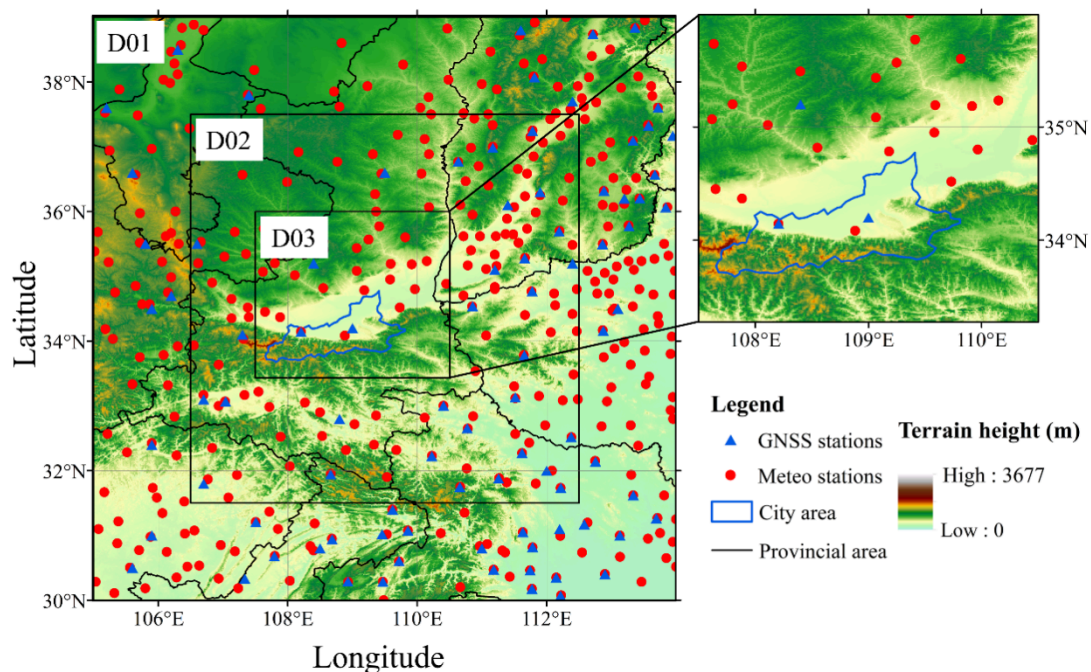 D01
D02
D03
38°N
36°N
34°N
32°N
30°N
Latitude
106°E
108°E
110°E
112°E
Longitude
35°N
34°N
108°E
109°E
110°E
Legend
GNSS stations
Meteo stations
City area
Provincial area
Terrain height (m)
High : 3677
Low : 0